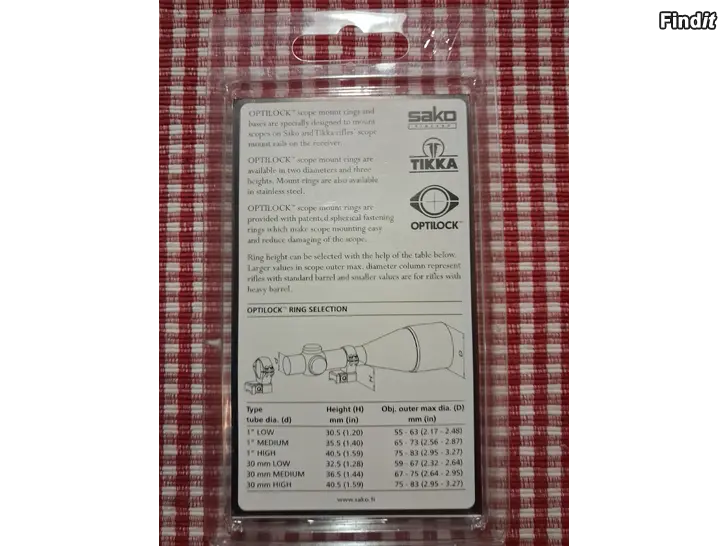 Findit
OPTILOCK™ scope mount rings and
bases are specially designed to mount
scopes on Sako and Tikka rifles' scope
mount rails on the receiver.
OPTILOCK™ scope mount rings are
available in two diameters and three
heights. Mount rings are also available
in stainless steel.
OPTILOCK™ scope mount rings are
provided with patented spherical fastening
rings which make scope mounting easy
and reduce damaging of the scope.
sako
TIKKA
OPTILOCK™
Ring height can be selected with the help of the table below.
Larger values in scope outer max. diameter column represent
rifles with standard barrel and smaller values are for rifles with
heavy barrel.
OPTILOCK™ RING SELECTION
d
H
D
Type Height (H) Obj. outer max dia. (D)
tube dia. (d) mm (in) mm (in)
1" LOW 30.5 (1.20) 55 - 63 (2.17 - 2.48)
1" MEDIUM 35.5 (1.40) 65 - 73 (2.56 - 2.87)
1" HIGH 40.5 (1.59) 75 - 83 (2.95 - 3.27)
30 mm LOW 32.5 (1.28) 59 - 67 (2.32 - 2.64)
30 mm MEDIUM 36.5 (1.44) 67 - 75 (2.64 - 2.95)
30 mm HIGH 40.5 (1.59) 75 - 83 (2.95 - 3.27)
www.sako.fi